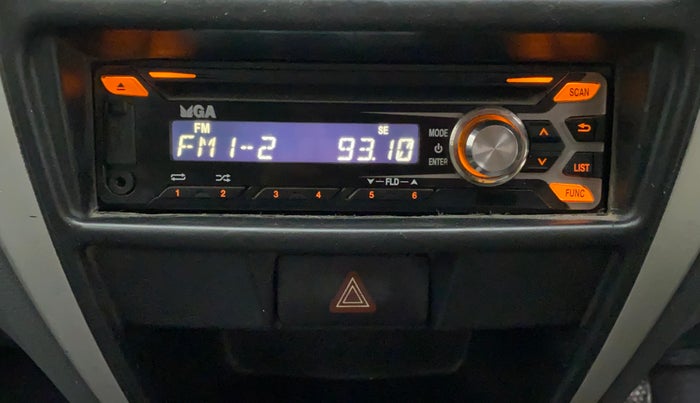 SCAN
MGA
FM SE
FM1-2 93.10
MODE
ENTER
LIST
FLD
FUNC
1 2 3 4 5 6